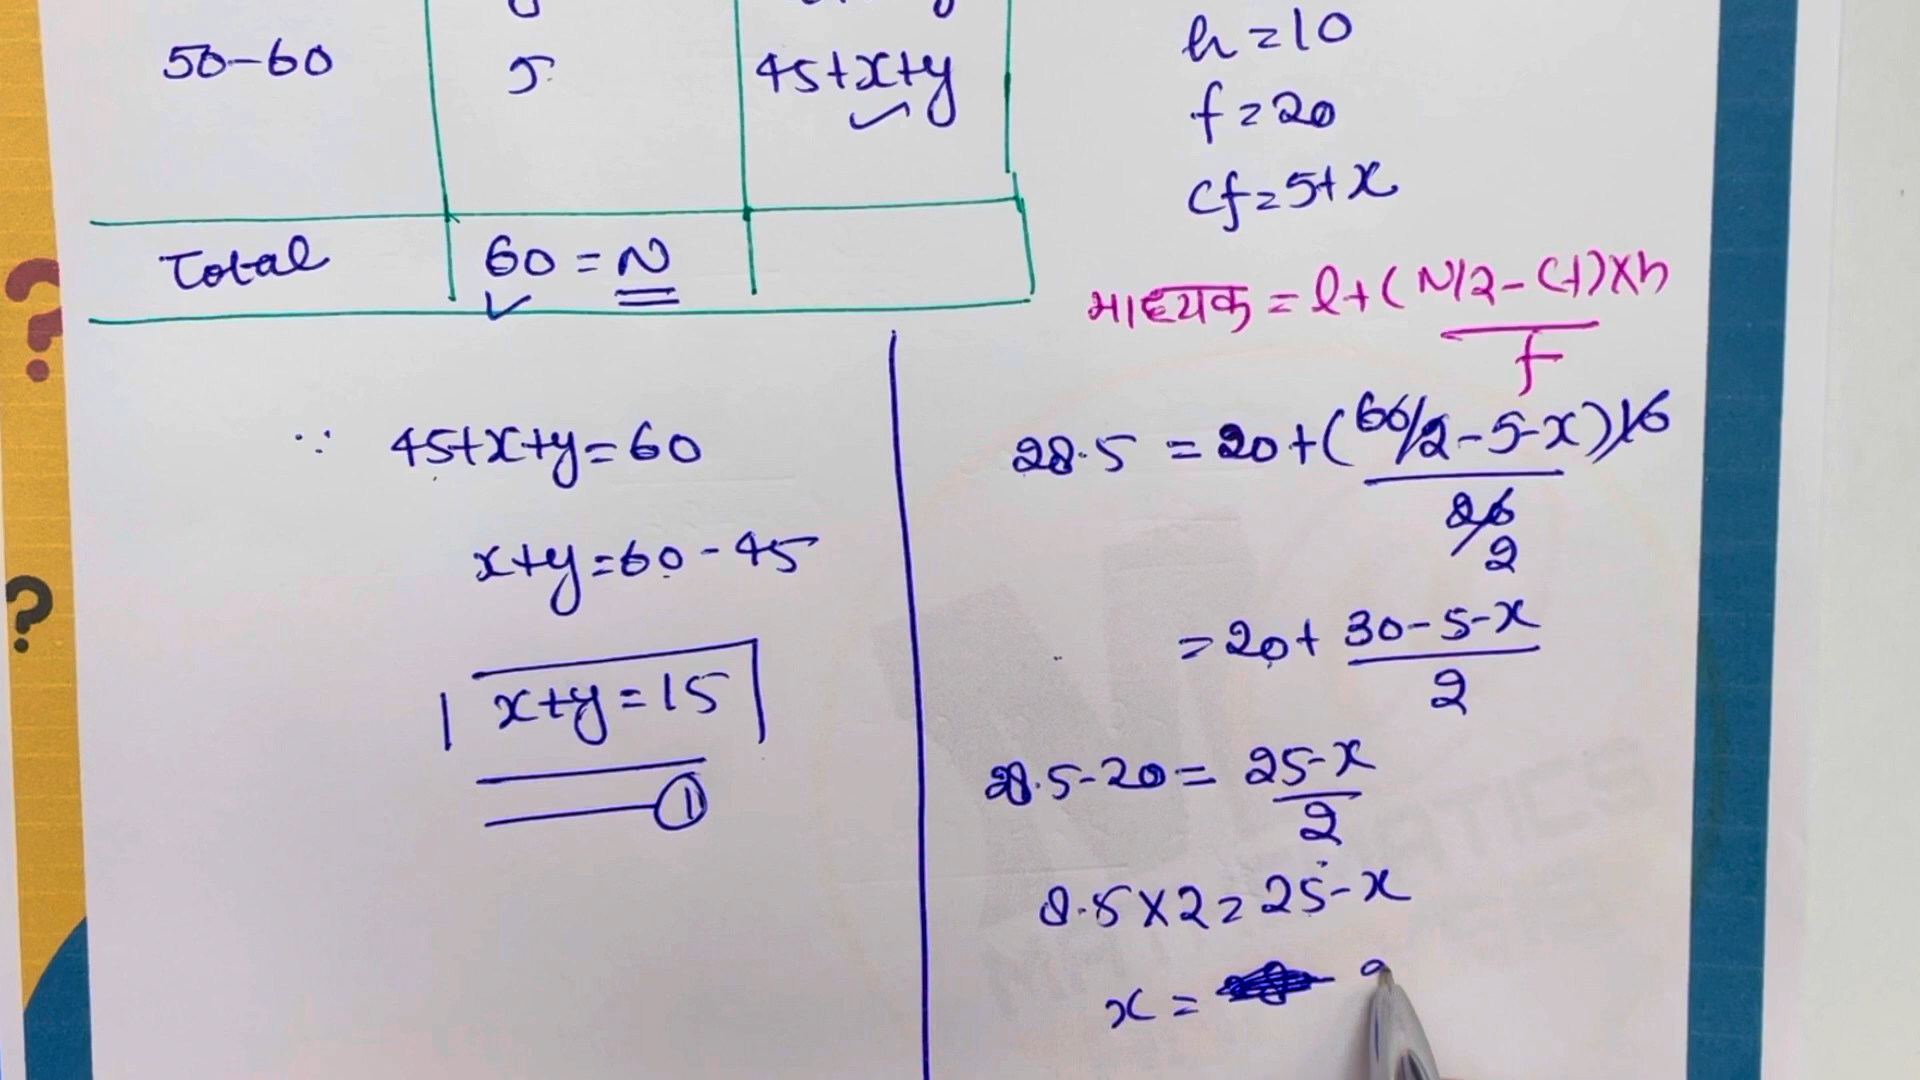 50-60 5 45+x+y
Total 60 = N
h=10
f=20
cf=5+x
माध्यक = l+(N/2-cf)×h
f
∵ 45+x+y=60
x+y=60-45
x+y=15
1
28.5 = 20+(60/2-5-x)10
20
2
=20+ 30-5-x
2
28.5-20= 25-x
2
8.5×2=25-x
x =
?
?